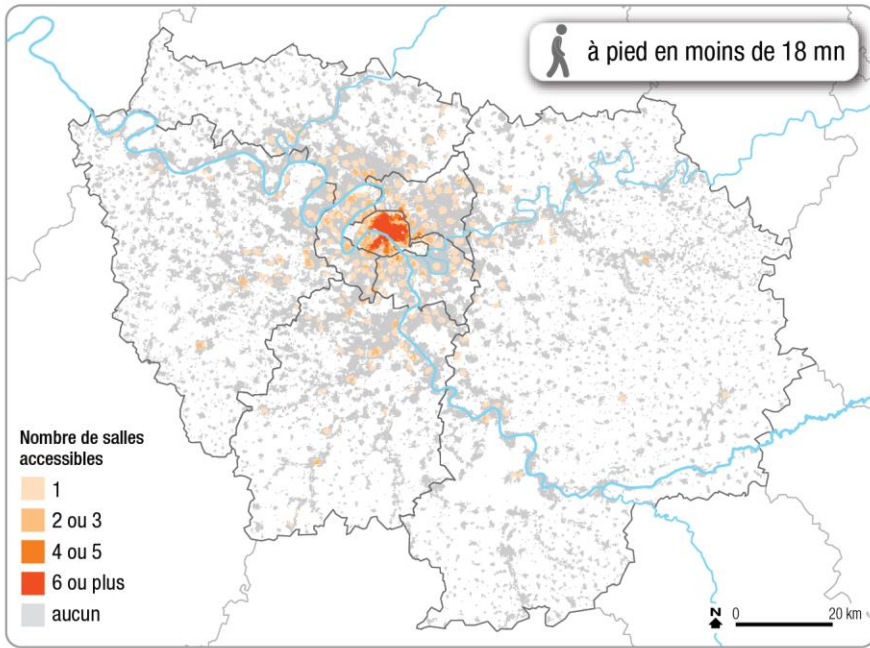 à pied en moins de 18 mn
Nombre de salles
accessibles
1
2 ou 3
4 ou 5
6 ou plus
aucun
N
0 20 km